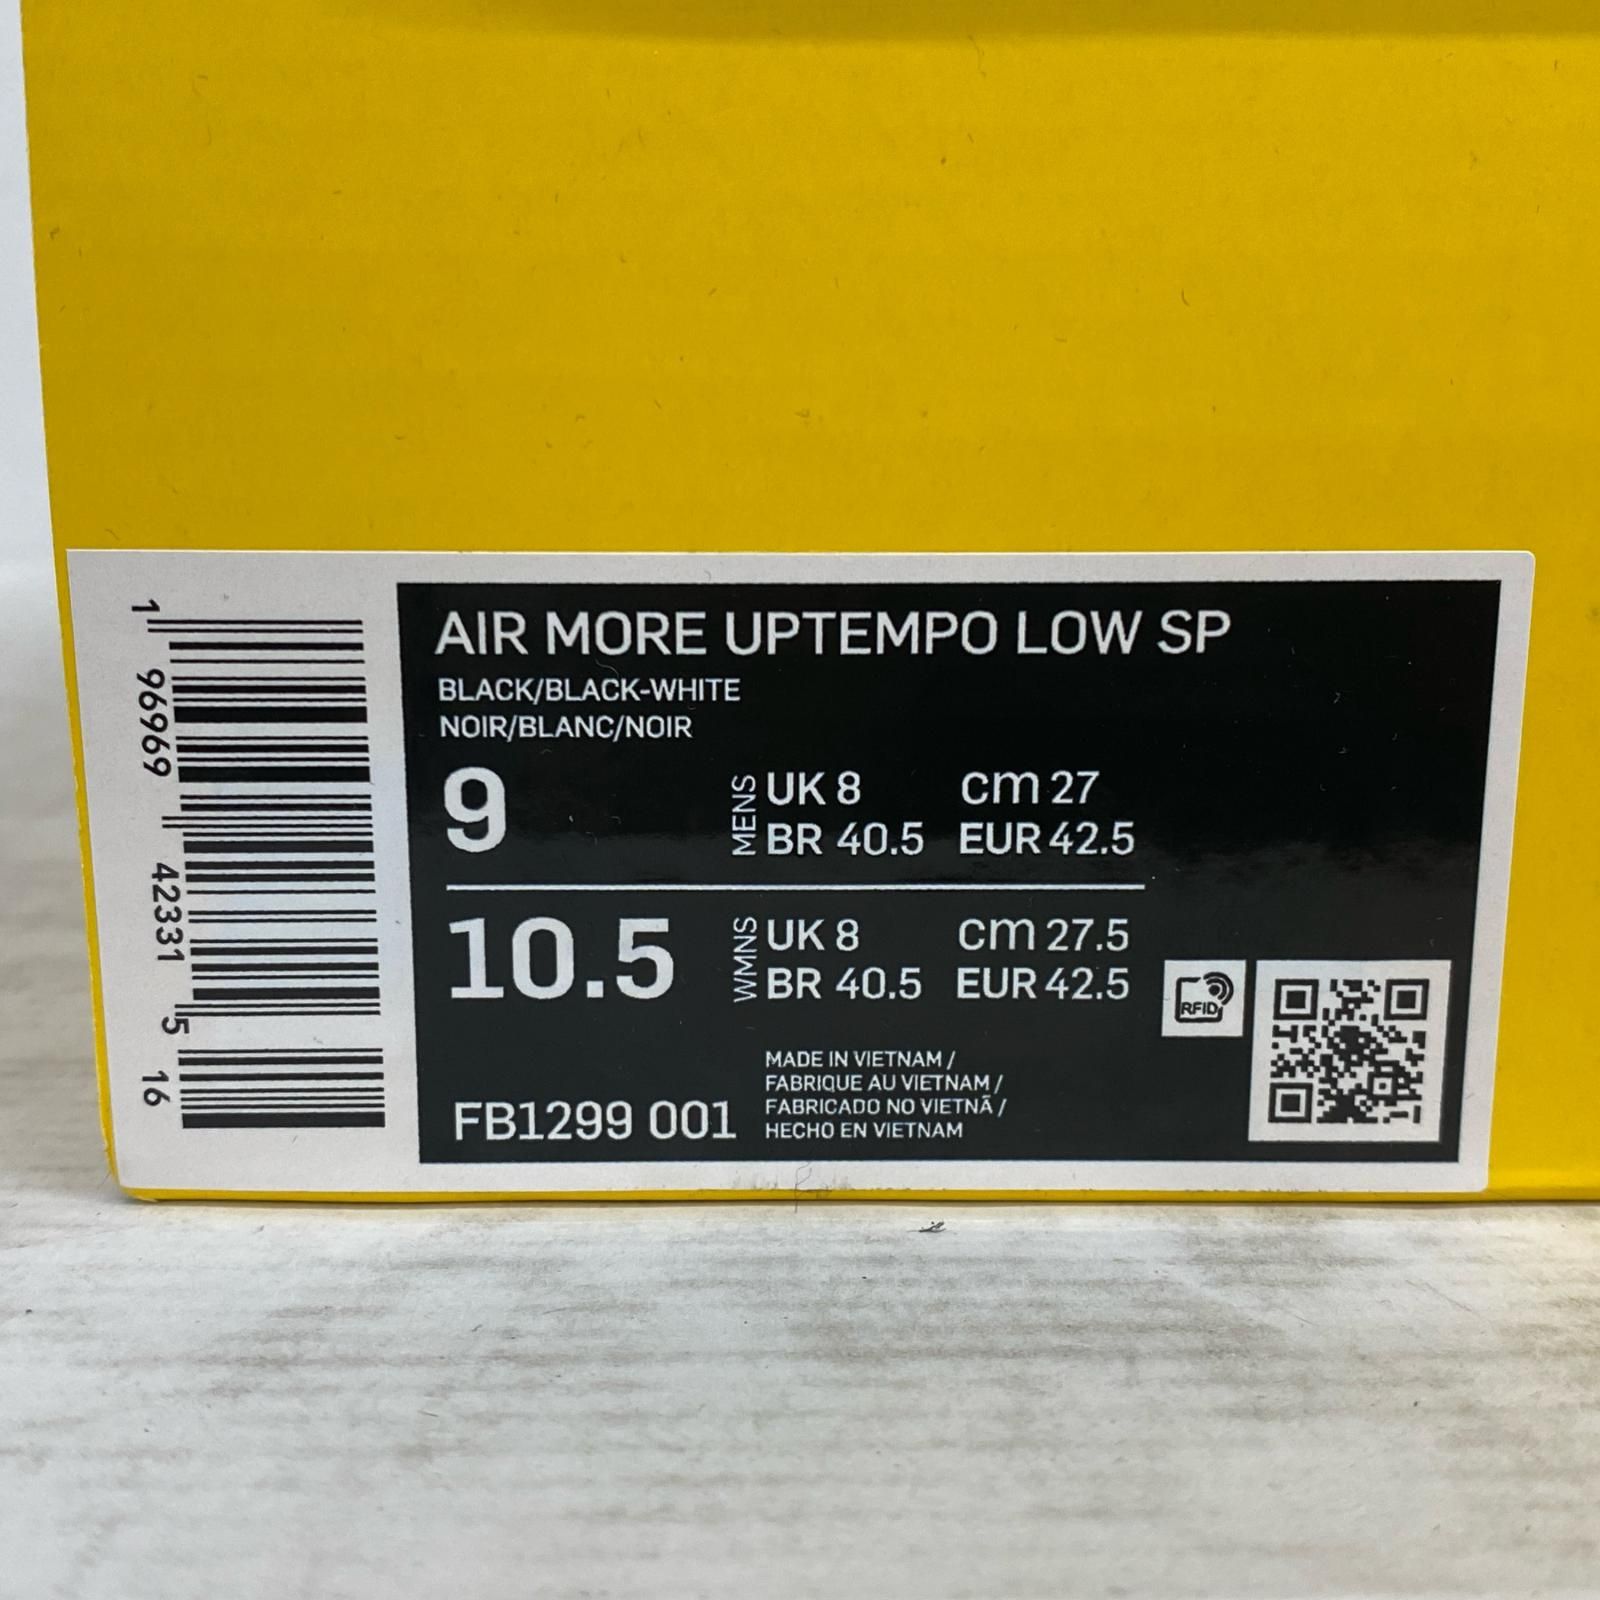 AIR MORE UPTEMPO LOW SP
BLACK/BLACK-WHITE
NOIR/BLANC/NOIR
9
MENS
UK 8 cm 27
BR 40.5 EUR 42.5
10.5
WMNS
UK 8 cm 27.5
BR 40.5 EUR 42.5
RFID
MADE IN VIETNAM /
FABRIQUE AU VIETNAM /
FABRICADO NO VIETNÃ /
HECHO EN VIETNAM
FB1299 001
1 96969 42331 5 16